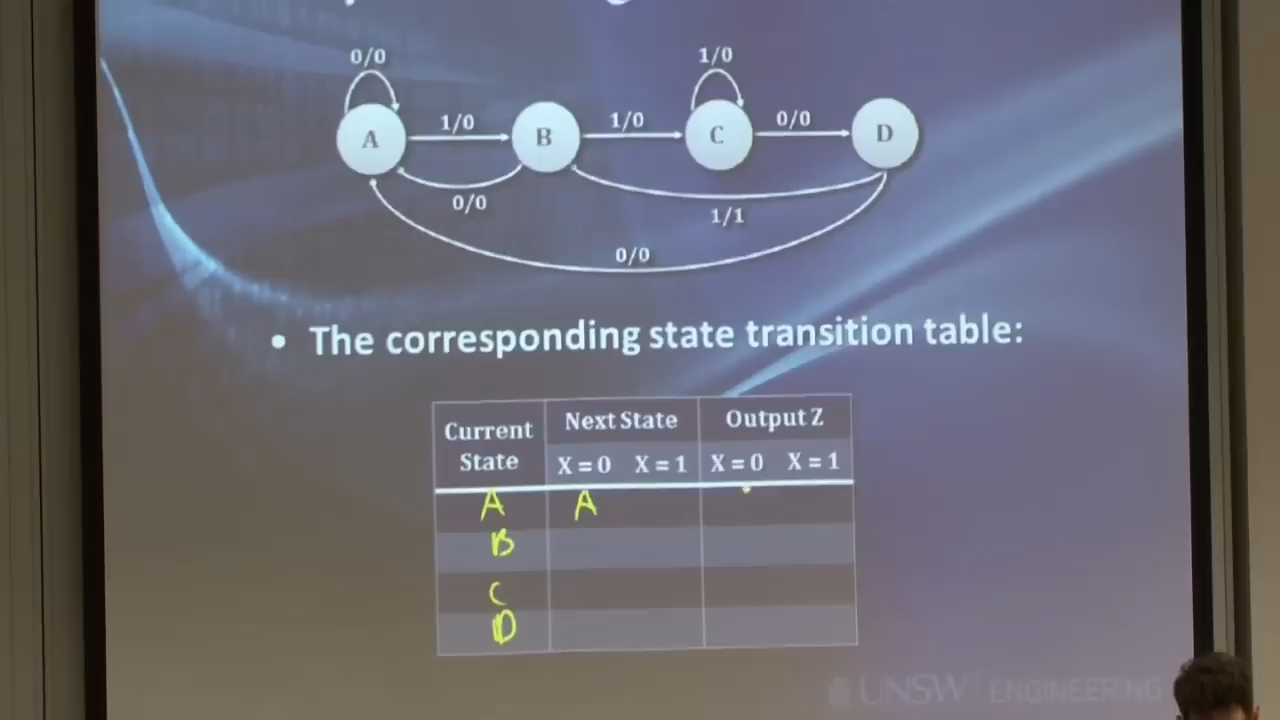 0/0
1/0
A
1/0
B
1/0
C
0/0
D
0/0
1/1
0/0
• The corresponding state transition table:
Current State
Next State
Output Z
X = 0 X = 1 X = 0 X = 1
A A
B
C
D
UNSW ENGINEERING